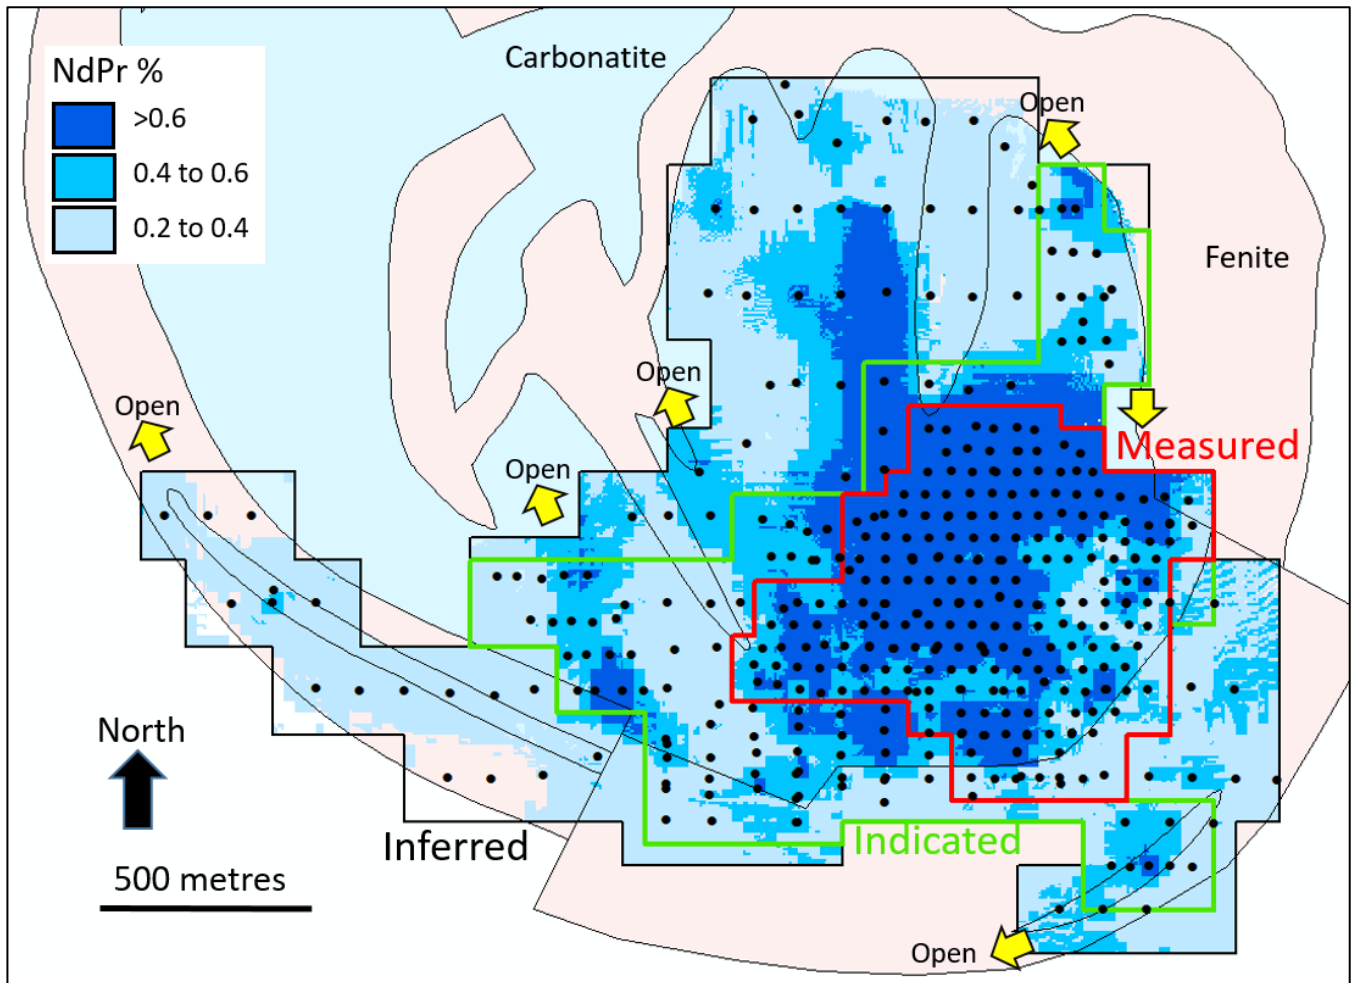 Carbonatite
NdPr %
>0.6
0.4 to 0.6
0.2 to 0.4
Open
Fenite
Open
Open
Open
Measured
North
Inferred
Indicated
500 metres
Open